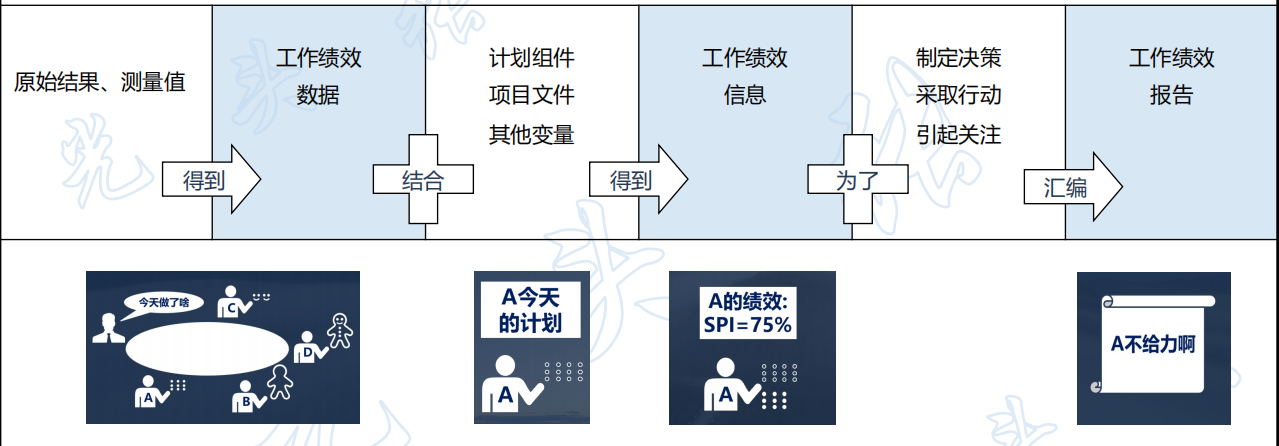 原始结果、测量值
得到
工作绩效
数据
结合
计划组件
项目文件
其他变量
得到
工作绩效
信息
为了
制定决策
采取行动
引起关注
汇编
工作绩效
报告
今天做了啥
C
D
A
B
A今天
的计划
A
A的绩效:
SPI=75%
A
A不给力啊